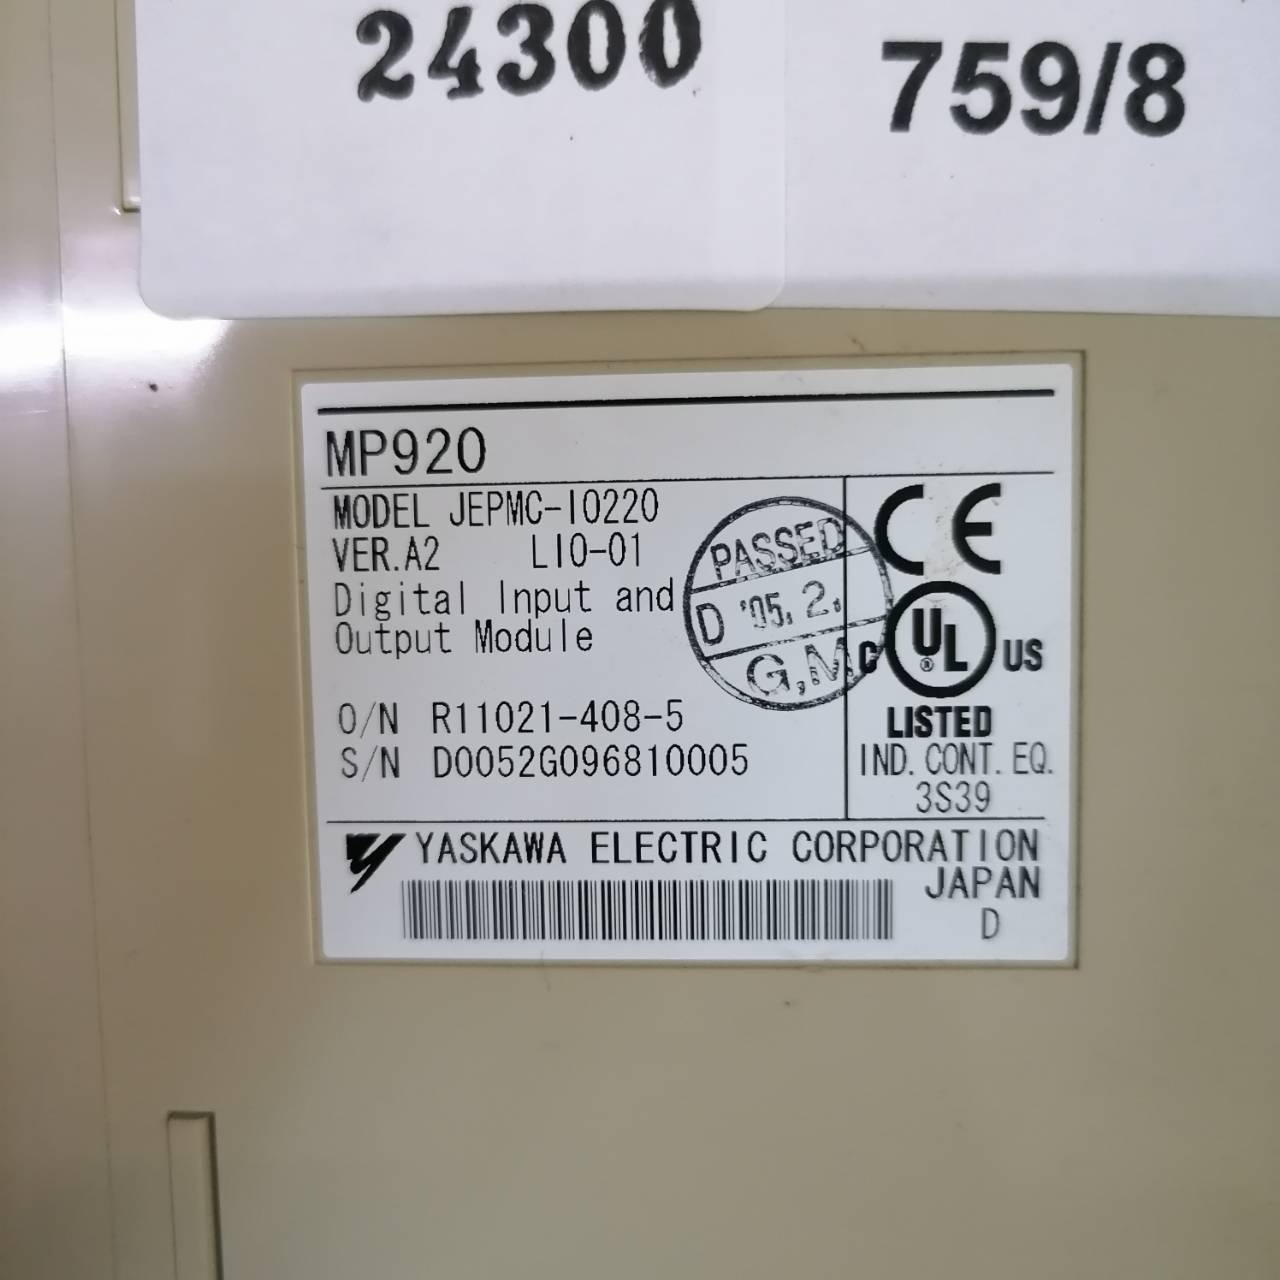 24300
759/8
MP920
MODEL JEPMC-IO220
VER.A2 LIO-01
Digital Input and
Output Module
O/N R11021-408-5
S/N D0052G096810005
PASSED
D '05.2.
G,M
CE
C UL ® US
LISTED
IND. CONT. EQ.
3S39
YASKAWA ELECTRIC CORPORATION
JAPAN
D